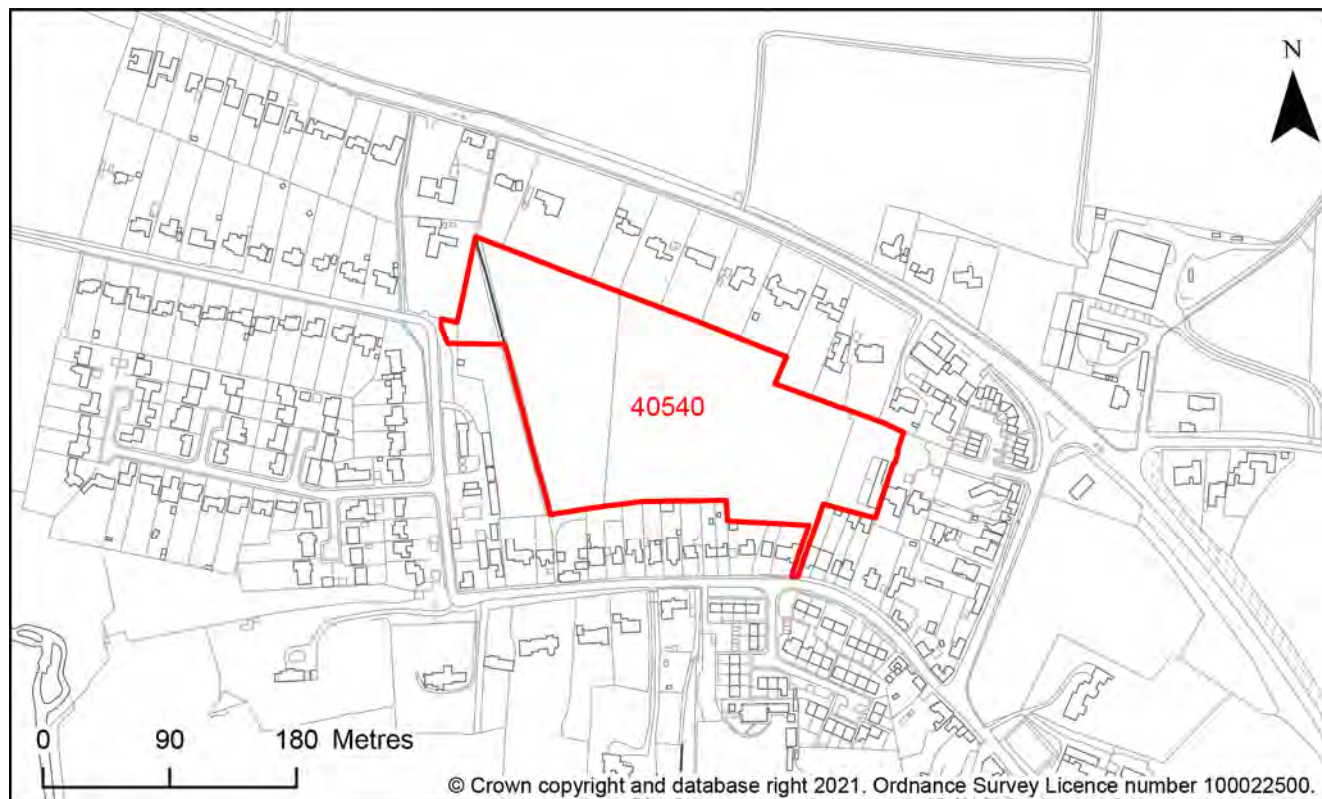 N
40540
0 90 180 Metres
© Crown copyright and database right 2021. Ordnance Survey Licence number 100022500.